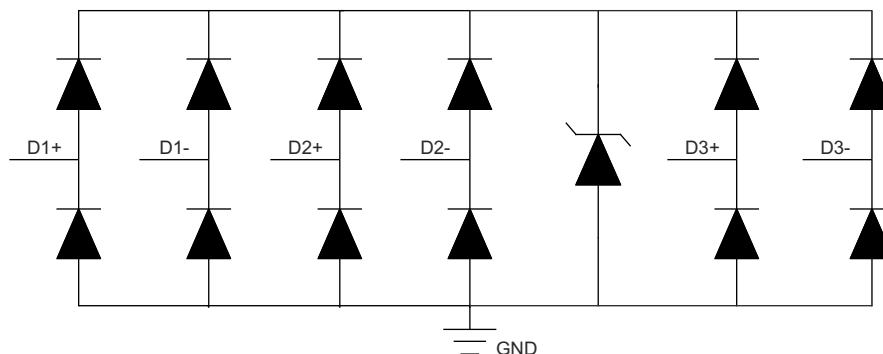 D1+
D1-
D2+
D2-
D3+
D3-
GND